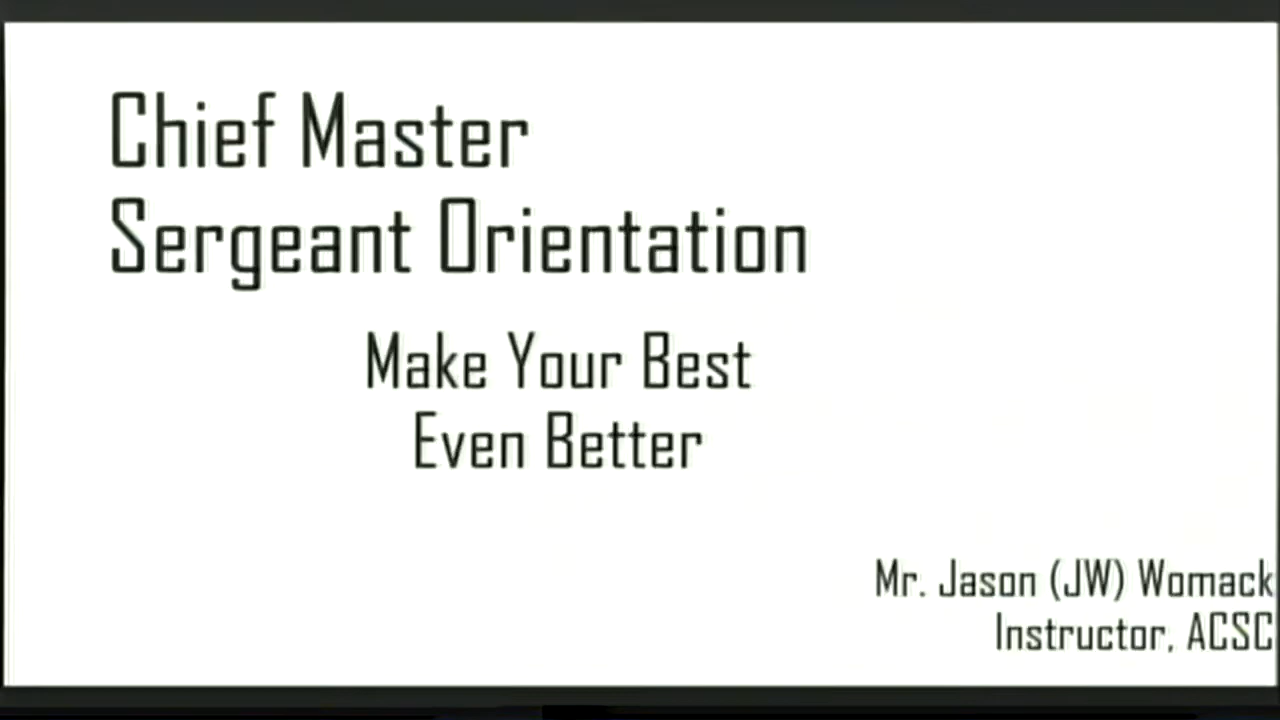 Chief Master
Sergeant Orientation
Make Your Best
Even Better
Mr. Jason (JW) Womack
Instructor, ACSC